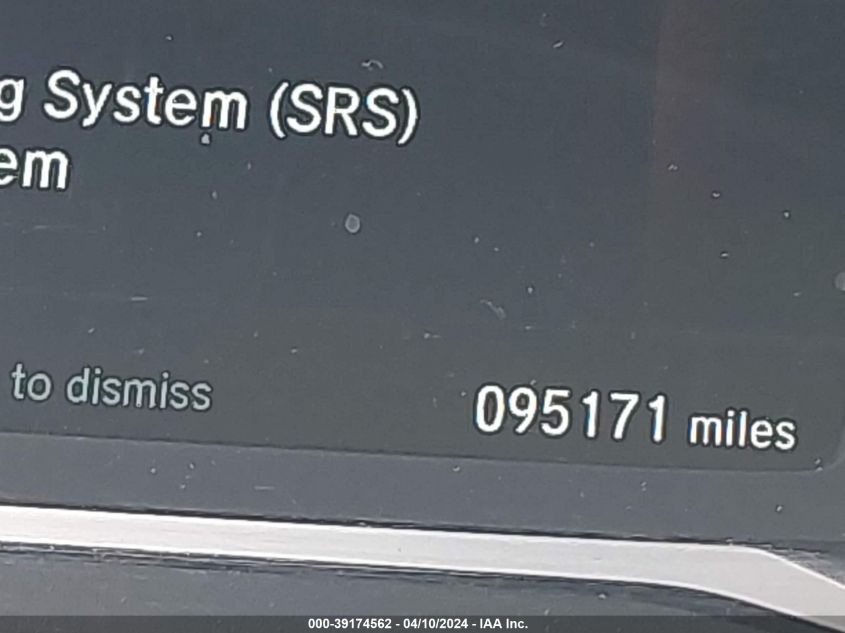 g System (SRS)
em
to dismiss
095171 miles
000-39174562 - 04/10/2024 - IAA Inc.